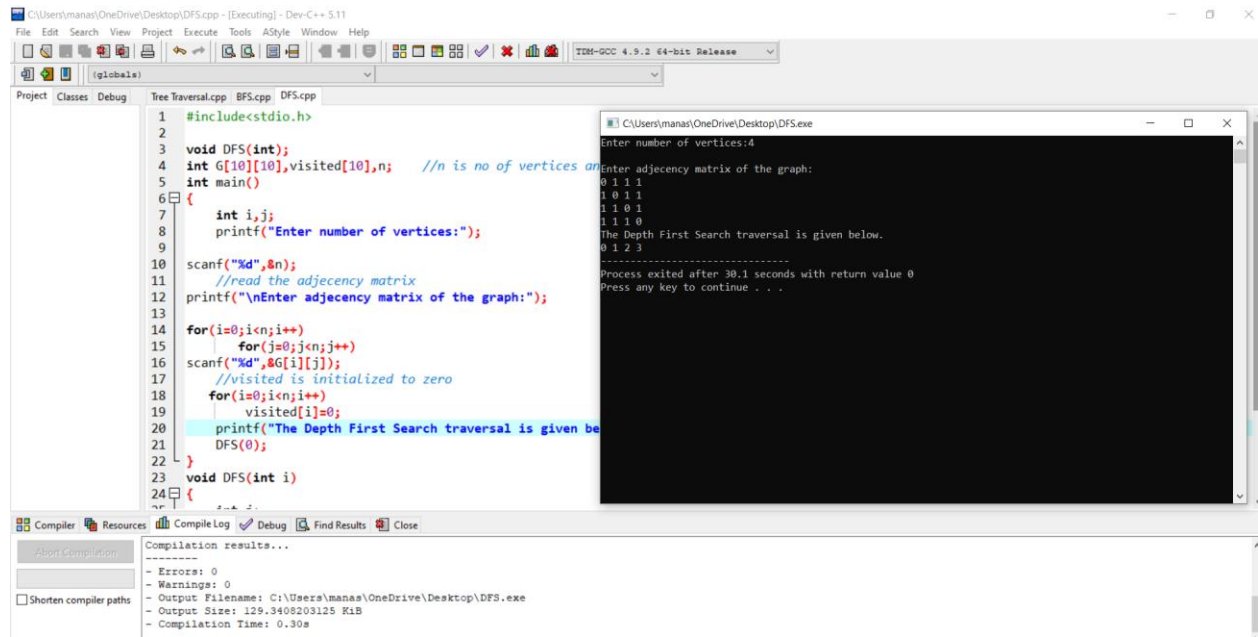 C:\Users\manas\OneDrive\Desktop\DFS.cpp - [Executing] - Dev-C++ 5.11
File Edit Search View Project Execute Tools AStyle Window Help
TDM-GCC 4.9.2 64-bit Release
(globals)
Project Classes Debug
Tree Traversal.cpp BFS.cpp DFS.cpp
1 #include<stdio.h>
2
3 void DFS(int);
4 int G[10][10],visited[10],n; //n is no of vertices an
5 int main()
6 {
7 int i,j;
8 printf("Enter number of vertices:");
9
10 scanf("%d",&n);
11 //read the adjecency matrix
12 printf("\nEnter adjecency matrix of the graph:");
13
14 for(i=0;i<n;i++)
15 for(j=0;j<n;j++)
16 scanf("%d",&G[i][j]);
17 //visited is initialized to zero
18 for(i=0;i<n;i++)
19 visited[i]=0;
20 printf("The Depth First Search traversal is given be
21 DFS(0);
22 }
23 void DFS(int i)
24 {
C:\Users\manas\OneDrive\Desktop\DFS.exe
Enter number of vertices:4
Enter adjecency matrix of the graph:
0 1 1 1
1 0 1 1
1 1 0 1
1 1 1 0
The Depth First Search traversal is given below.
0 1 2 3
--------------------------------
Process exited after 30.1 seconds with return value 0
Press any key to continue . . .
Compiler Resources Compile Log Debug Find Results Close
Abort Compilation
Shorten compiler paths
Compilation results...
--------
- Errors: 0
- Warnings: 0
- Output Filename: C:\Users\manas\OneDrive\Desktop\DFS.exe
- Output Size: 129.3408203125 KiB
- Compilation Time: 0.30s